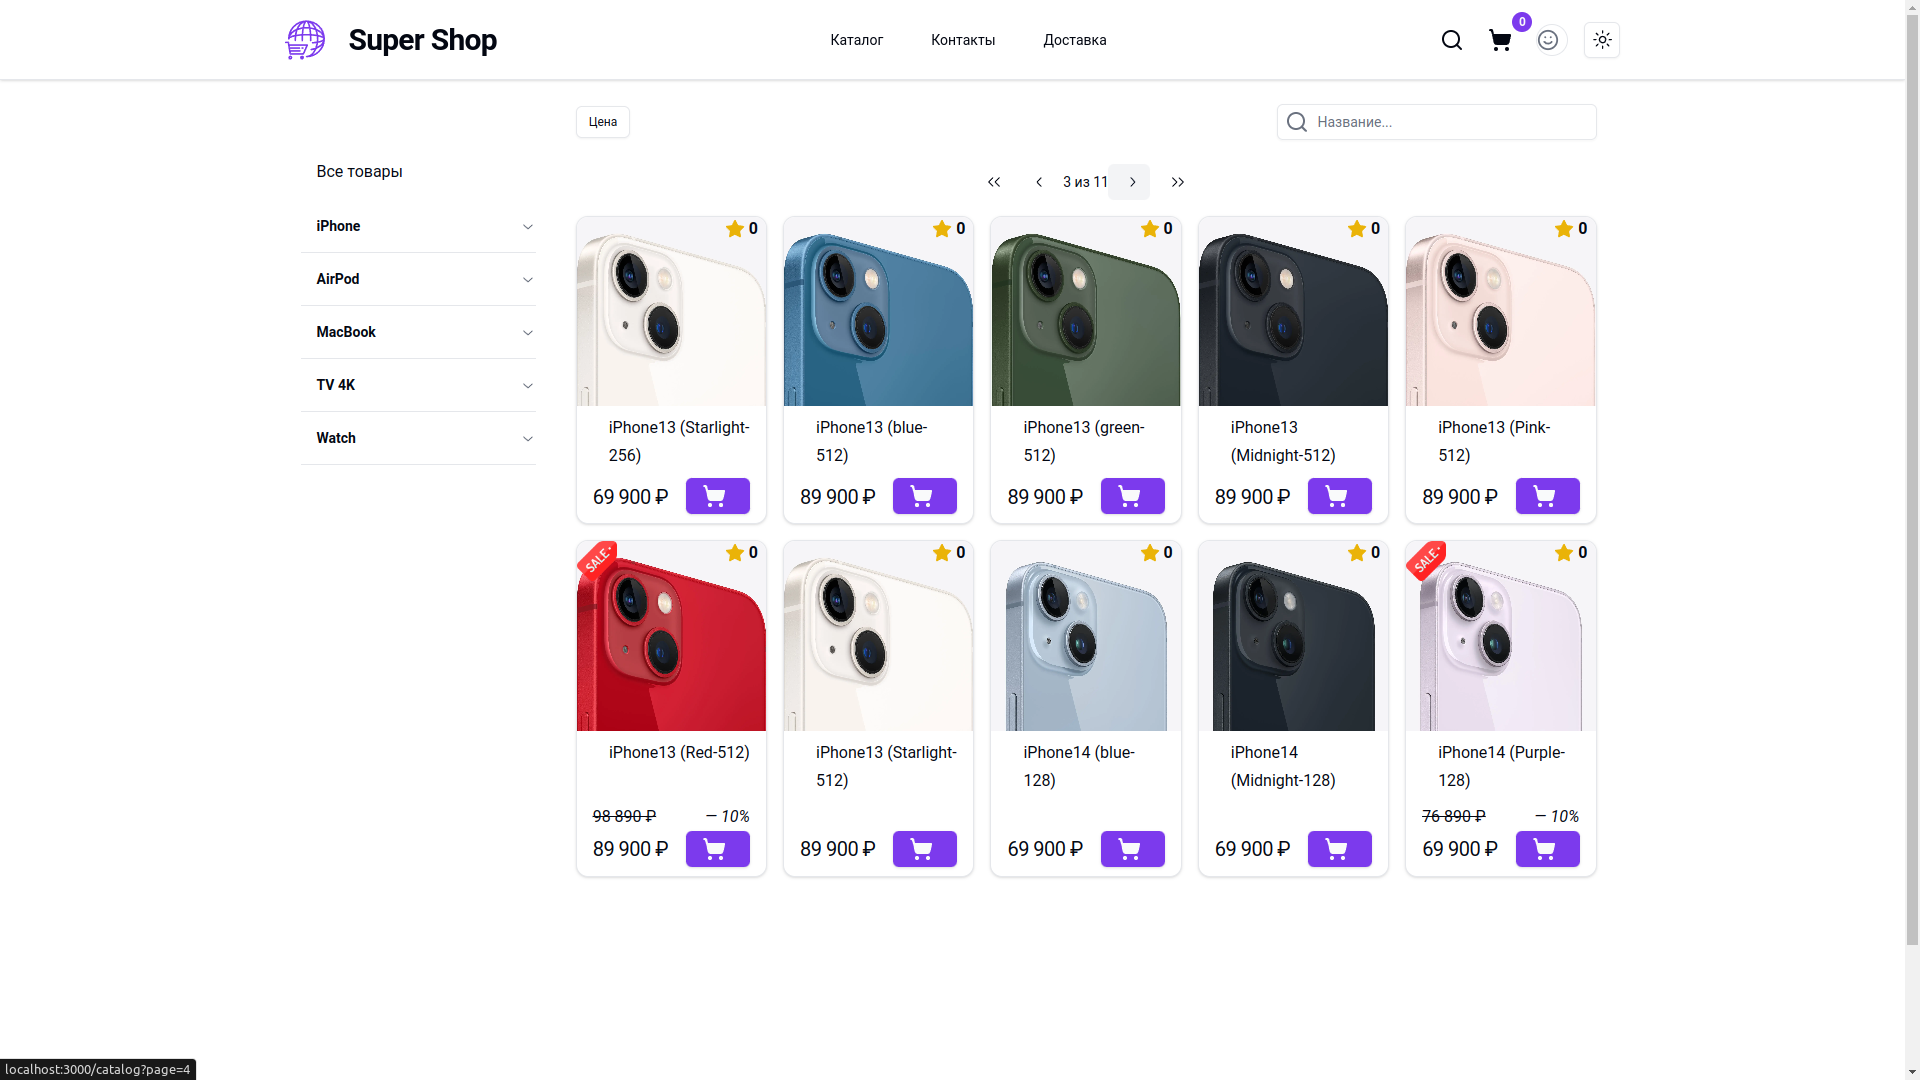 Super Shop
Каталог
Контакты
Доставка
0
Цена
Название...
Все товары
3 из 11
iPhone
AirPod
MacBook
TV 4K
Watch
0
0
0
0
0
iPhone13 (Starlight-
256)
69 900 ₽
iPhone13 (blue-
512)
89 900 ₽
iPhone13 (green-
512)
89 900 ₽
iPhone13
(Midnight-512)
89 900 ₽
iPhone13 (Pink-
512)
89 900 ₽
SALE
0
0
0
0
SALE
0
iPhone13 (Red-512)
98 890 ₽
— 10%
89 900 ₽
iPhone13 (Starlight-
512)
89 900 ₽
iPhone14 (blue-
128)
69 900 ₽
iPhone14
(Midnight-128)
69 900 ₽
iPhone14 (Purple-
128)
76 890 ₽
— 10%
69 900 ₽
localhost:3000/catalog?page=4